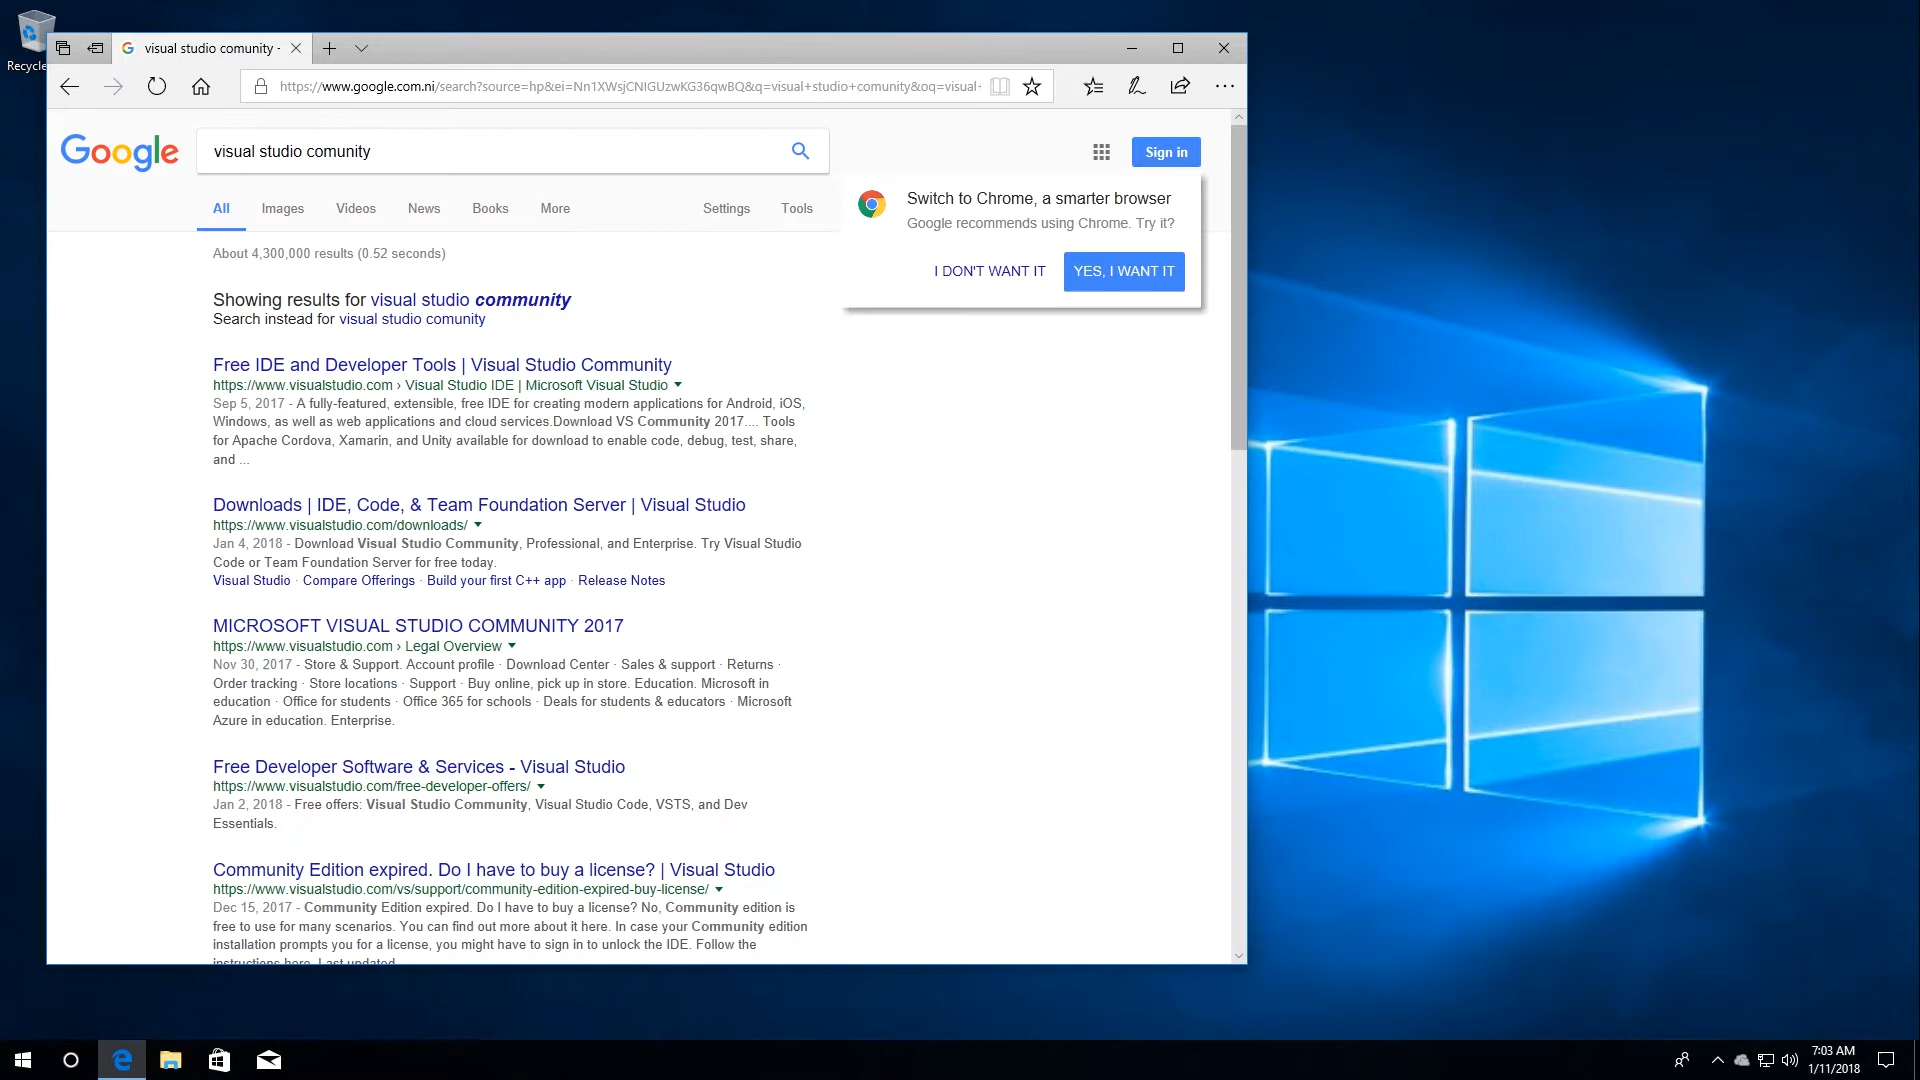 Recycle
visual studio comunity -
https://www.google.com.ni/search?source=hp&ei=Nn1XWsjCNIGUzwKG36qwBQ&q=visual+studio+comunity&oq=visual-
Google
visual studio comunity
Sign in
All Images Videos News Books More Settings Tools
Switch to Chrome, a smarter browser
Google recommends using Chrome. Try it?
I DON'T WANT IT YES, I WANT IT
About 4,300,000 results (0.52 seconds)
Showing results for visual studio community
Search instead for visual studio comunity
Free IDE and Developer Tools | Visual Studio Community
https://www.visualstudio.com › Visual Studio IDE | Microsoft Visual Studio
Sep 5, 2017 - A fully-featured, extensible, free IDE for creating modern applications for Android, iOS,
Windows, as well as web applications and cloud services.Download VS Community 2017.... Tools
for Apache Cordova, Xamarin, and Unity available for download to enable code, debug, test, share,
and ...
Downloads | IDE, Code, & Team Foundation Server | Visual Studio
https://www.visualstudio.com/downloads/
Jan 4, 2018 - Download Visual Studio Community, Professional, and Enterprise. Try Visual Studio
Code or Team Foundation Server for free today.
Visual Studio · Compare Offerings · Build your first C++ app · Release Notes
MICROSOFT VISUAL STUDIO COMMUNITY 2017
https://www.visualstudio.com › Legal Overview
Nov 30, 2017 - Store & Support. Account profile · Download Center · Sales & support · Returns ·
Order tracking · Store locations · Support · Buy online, pick up in store. Education. Microsoft in
education · Office for students · Office 365 for schools · Deals for students & educators · Microsoft
Azure in education. Enterprise.
Free Developer Software & Services - Visual Studio
https://www.visualstudio.com/free-developer-offers/
Jan 2, 2018 - Free offers: Visual Studio Community, Visual Studio Code, VSTS, and Dev
Essentials.
Community Edition expired. Do I have to buy a license? | Visual Studio
https://www.visualstudio.com/vs/support/community-edition-expired-buy-license/
Dec 15, 2017 - Community Edition expired. Do I have to buy a license? No, Community edition is
free to use for many scenarios. You can find out more about it here. In case your Community edition
installation prompts you for a license, you might have to sign in to unlock the IDE. Follow the
instructions here. Last updated
7:03 AM
1/11/2018